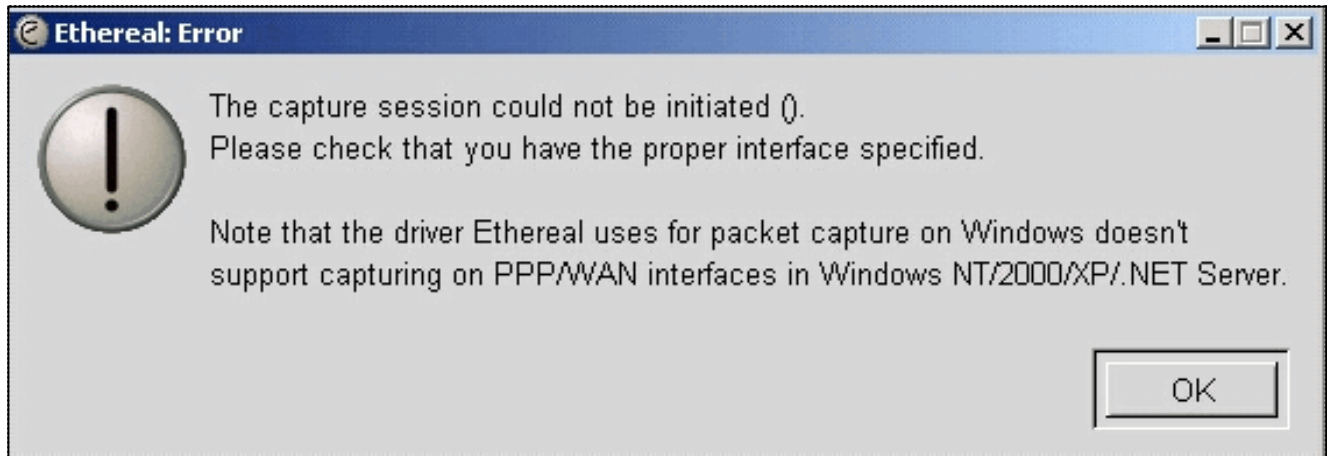 Ethereal: Error
The capture session could not be initiated ().
Please check that you have the proper interface specified.
Note that the driver Ethereal uses for packet capture on Windows doesn't
support capturing on PPP/WAN interfaces in Windows NT/2000/XP/.NET Server.
OK